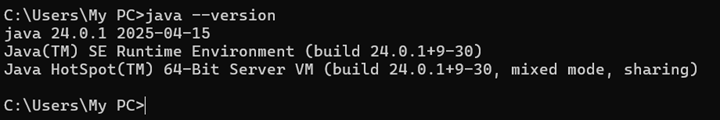 C:\Users\My PC>java --version
java 24.0.1 2025-04-15
Java(TM) SE Runtime Environment (build 24.0.1+9-30)
Java HotSpot(TM) 64-Bit Server VM (build 24.0.1+9-30, mixed mode, sharing)
C:\Users\My PC>